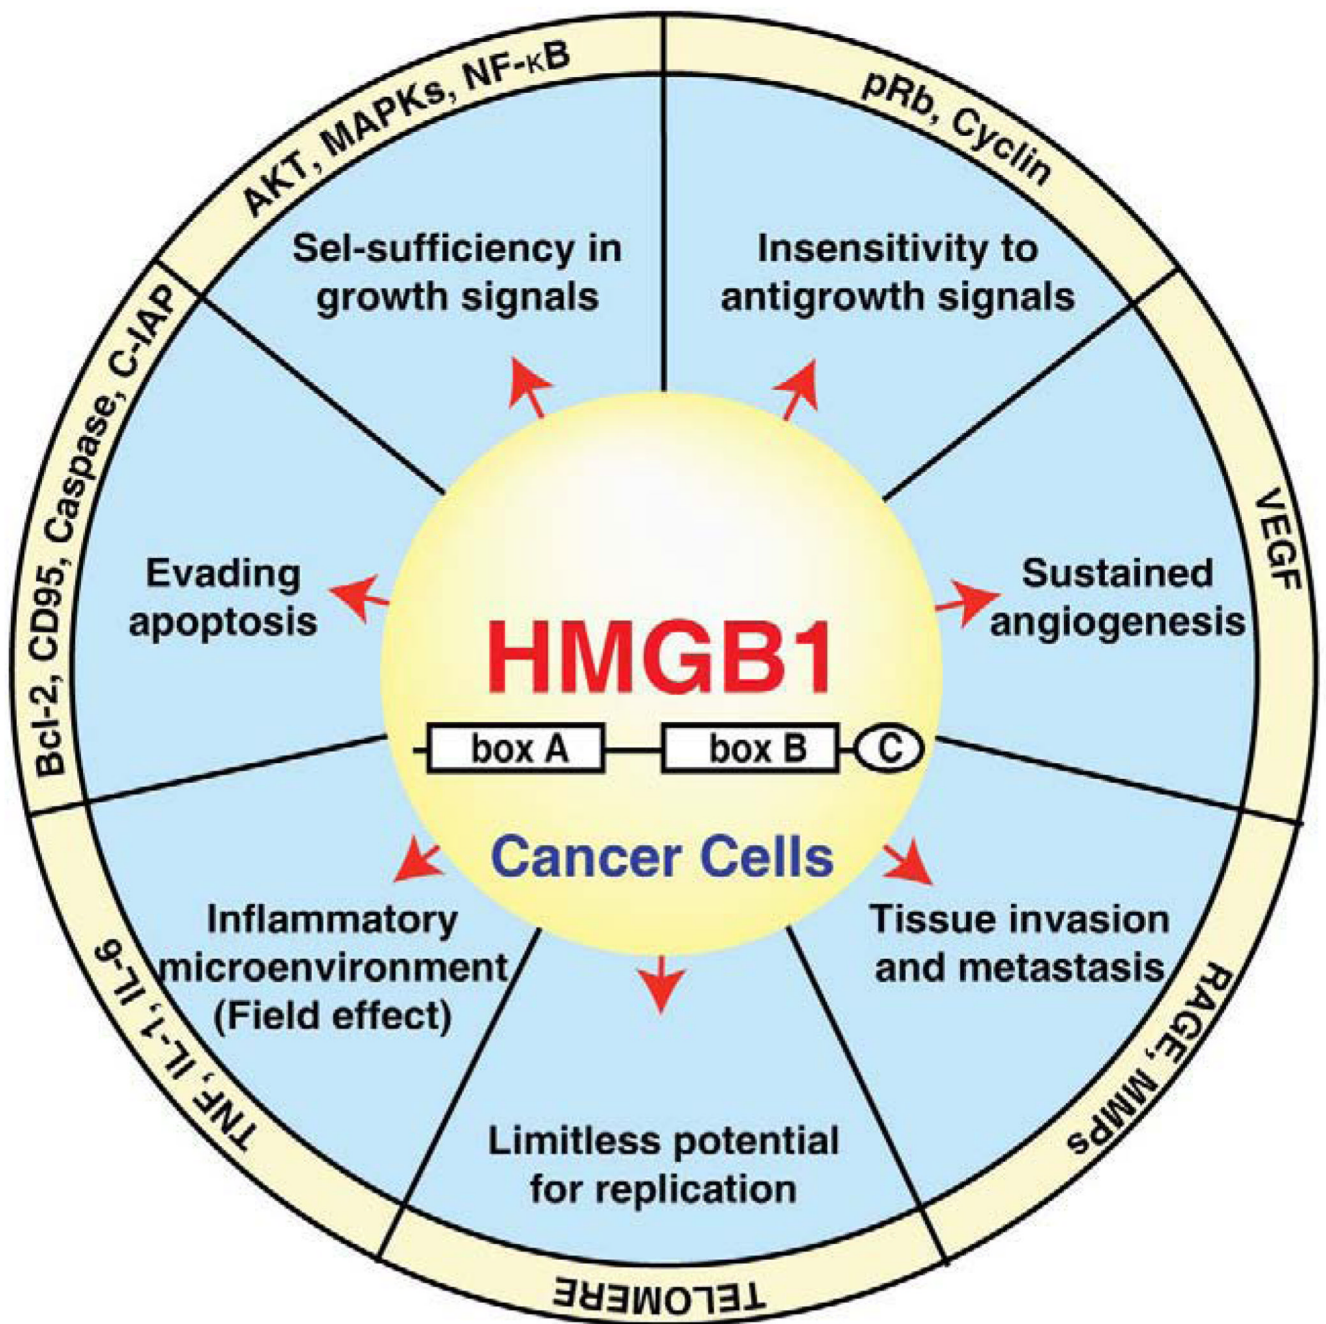 AKT, MAPKs, NF-κB
pRb, Cyclin
Sel-sufficiency in
growth signals
Insensitivity to
antigrowth signals
Bcl-2, CD95, Caspase, C-IAP
VEGF
Evading
apoptosis
Sustained
angiogenesis
HMGB1
box A
box B
C
Cancer Cells
Inflammatory
microenvironment
(Field effect)
Tissue invasion
and metastasis
TNF, IL-1, IL-6
RAGE, MMPs
Limitless potential
for replication
TELOMERE